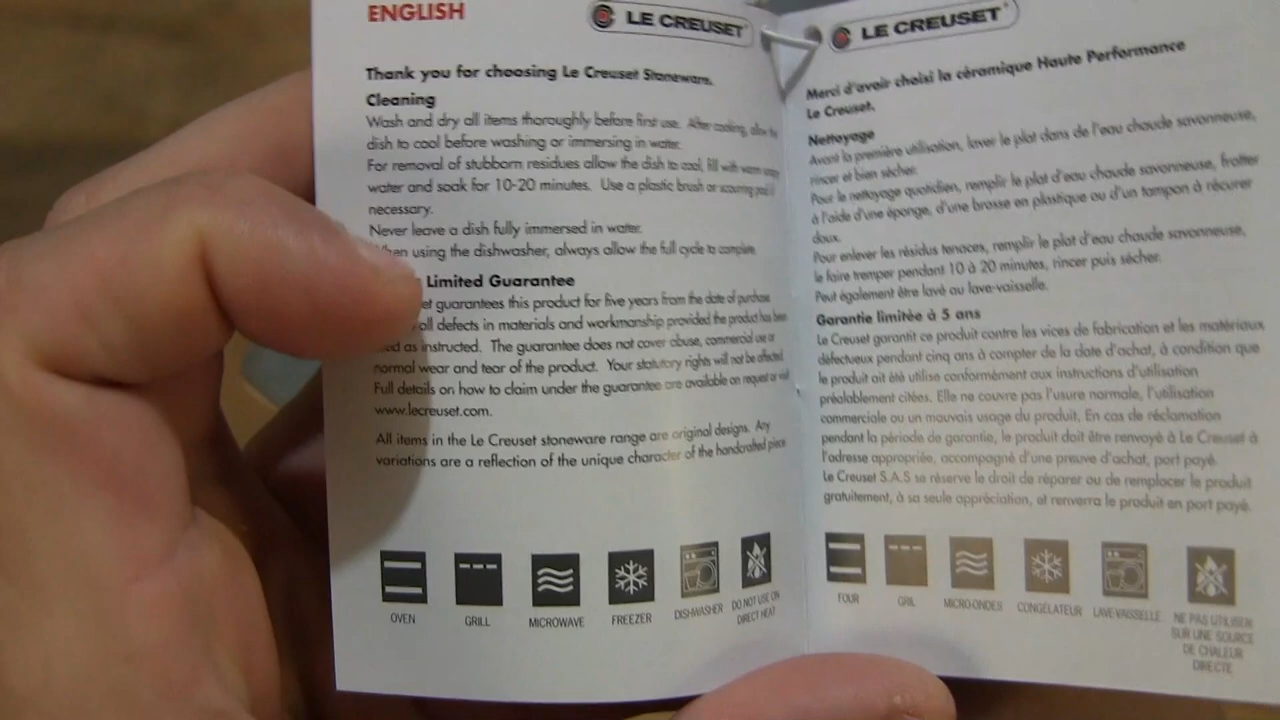 ENGLISH
LE CREUSET
Thank you for choosing Le Creuset Stoneware.
Cleaning
Wash and dry all items thoroughly before first use. After cooking, allow
dish to cool before washing or immersing in water.
For removal of stubborn residues allow the dish to cool, fill with warm soapy
water and soak for 10-20 minutes. Use a plastic brush or scouring pad if
necessary.
Never leave a dish fully immersed in water.
using the dishwasher, always allow the full cycle to complete.
Limited Guarantee
guarantees this product for five years from the date of purchase
all defects in materials and workmanship provided the product has been
as instructed. The guarantee does not cover abuse, commercial use or
normal wear and tear of the product. Your statutory rights will not be affected.
Full details on how to claim under the guarantee are available on request or visit
www.lecreuset.com.
All items in the Le Creuset stoneware range are original designs. Any
variations are a reflection of the unique character of the handcrafted piece
OVEN
GRILL
MICROWAVE
FREEZER
DISHWASHER
DO NOT USE ON
DIRECT HEAT
LE CREUSET
Merci d'avoir choisi la céramique Haute Performance
Le Creuset.
Nettoyage
Avant la première utilisation, laver le plat dans de l'eau chaude savonneuse,
rincer et bien sécher.
Pour le nettoyage quotidien, remplir le plat d'eau chaude savonneuse, frotter
à l'aide d'une éponge, d'une brosse en plastique ou d'un tampon à récurer
doux.
Pour enlever les résidus tenaces, remplir le plat d'eau chaude savonneuse,
le faire tremper pendant 10 à 20 minutes, rincer puis sécher.
Peut également être lavé au lave-vaisselle.
Garantie limitée à 5 ans
Le Creuset garantit ce produit contre les vices de fabrication et les matériaux
défectueux pendant cinq ans à compter de la date d'achat, à condition que
le produit ait été utilise conformément aux instructions d'utilisation
préalablement citées. Elle ne couvre pas l'usure normale, l'utilisation
commerciale ou un mauvais usage du produit. En cas de réclamation
pendant la période de garantie, le produit doit être renvoyé à Le Creuset à
l'adresse appropriée, accompagné d'une preuve d'achat, port payé.
Le Creuset S.A.S se réserve le droit de réparer ou de remplacer le produit
gratuitement, à sa seule appréciation, et renverra le produit en port payé.
FOUR
GRIL
MICRO-ONDES
CONGÉLATEUR
LAVE-VAISSELLE
NE PAS UTILISER
SUR UNE SOURCE
DE CHALEUR
DIRECTE